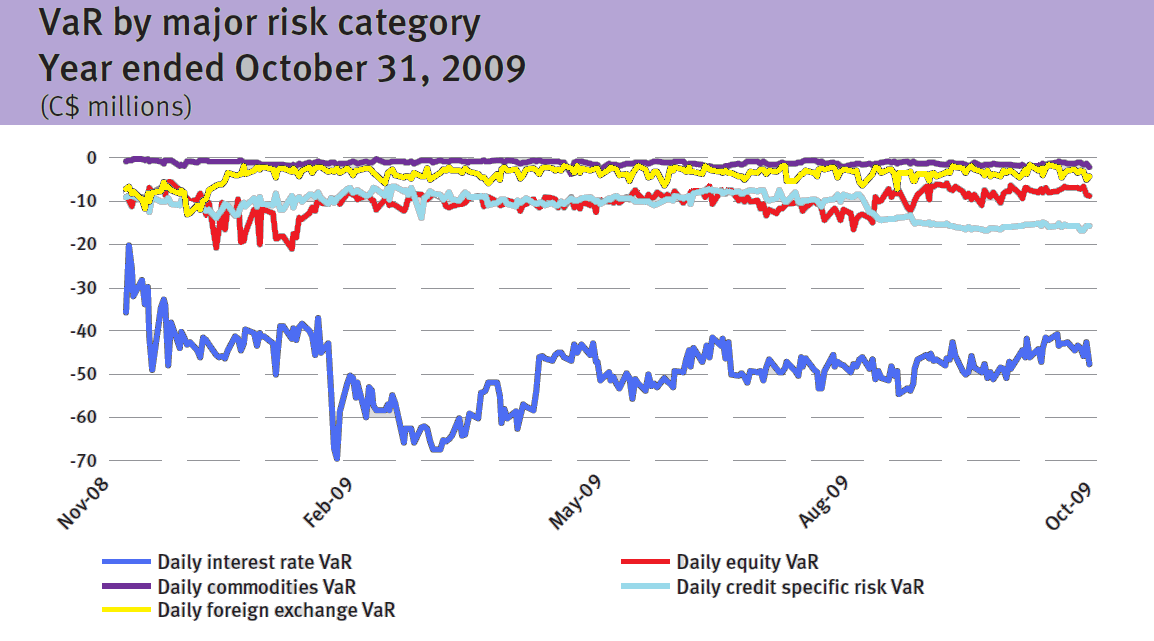 VaR by major risk category
Year ended October 31, 2009
(C$ millions)
0
-10
-20
-30
-40
-50
-60
-70
Nov-08
Feb-09
May-09
Aug-09
Oct-09
Daily interest rate VaR
Daily equity VaR
Daily commodities VaR
Daily credit specific risk VaR
Daily foreign exchange VaR